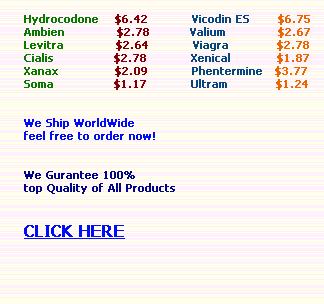 Hydrocodone $6.42 Vicodin ES $6.75
Ambien $2.78 Valium $2.67
Levitra $2.64 Viagra $2.78
Cialis $2.78 Xenical $1.87
Xanax $2.09 Phentermine $3.77
Soma $1.17 Ultram $1.24
We Ship WorldWide
feel free to order now!
We Gurantee 100%
top Quality of All Products
CLICK HERE